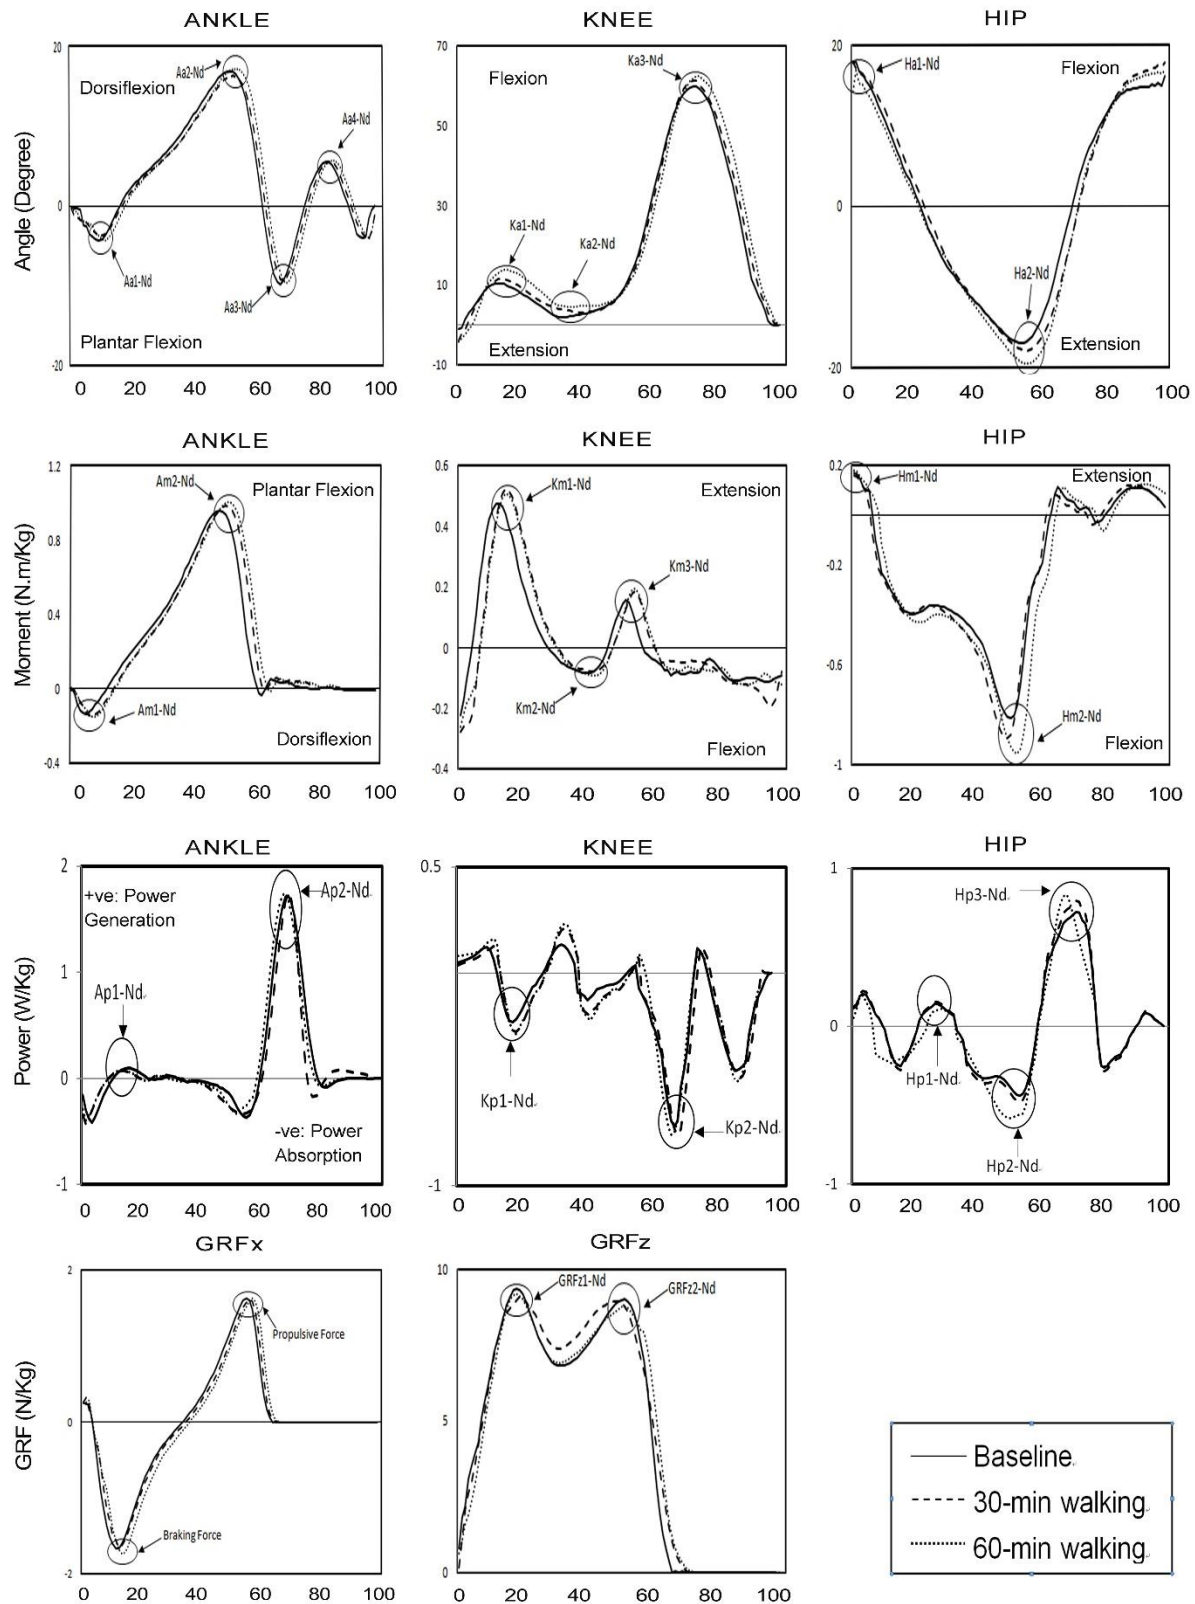 ANKLE KNEE HIP
Angle (Degree)
20 70 20
Dorsiflexion
Aa2-Nd
Aa4-Nd
Aa1-Nd
Aa3-Nd
Plantar Flexion
0
-20
Flexion
Ka3-Nd
Ka1-Nd
Ka2-Nd
Extension
50
30
10
-10
Ha1-Nd
Flexion
0
Ha2-Nd
Extension
-20
0 20 40 60 80 100
0 20 40 60 80 100
0 20 40 60 80 100
ANKLE KNEE HIP
Moment (N.m/Kg)
1.2
0.8
0.4
0
-0.4
Am2-Nd
Plantar Flexion
Am1-Nd
Dorsiflexion
0.6
0.4
0.2
0
-0.2
-0.4
Km1-Nd
Extension
Km3-Nd
Km2-Nd
Flexion
0.2
-0.2
-0.6
-1
Hm1-Nd
Extension
Hm2-Nd
Flexion
0 20 40 60 80 100
0 20 40 60 80 100
0 20 40 60 80 100
ANKLE KNEE HIP
Power (W/Kg)
2
1
0
-1
+ve: Power
Generation
Ap2-Nd
Ap1-Nd
-ve: Power
Absorption
0.5
-1
Kp1-Nd
Kp2-Nd
1
0
-1
Hp3-Nd
Hp1-Nd
Hp2-Nd
0 20 40 60 80 100
0 20 40 60 80 100
0 20 40 60 80 100
GRFx GRFz
GRF (N/Kg)
2
0
-2
Propulsive Force
Braking Force
10
5
0
GRFz1-Nd
GRFz2-Nd
0 20 40 60 80 100
0 20 40 60 80 100
Baseline
30-min walking
60-min walking